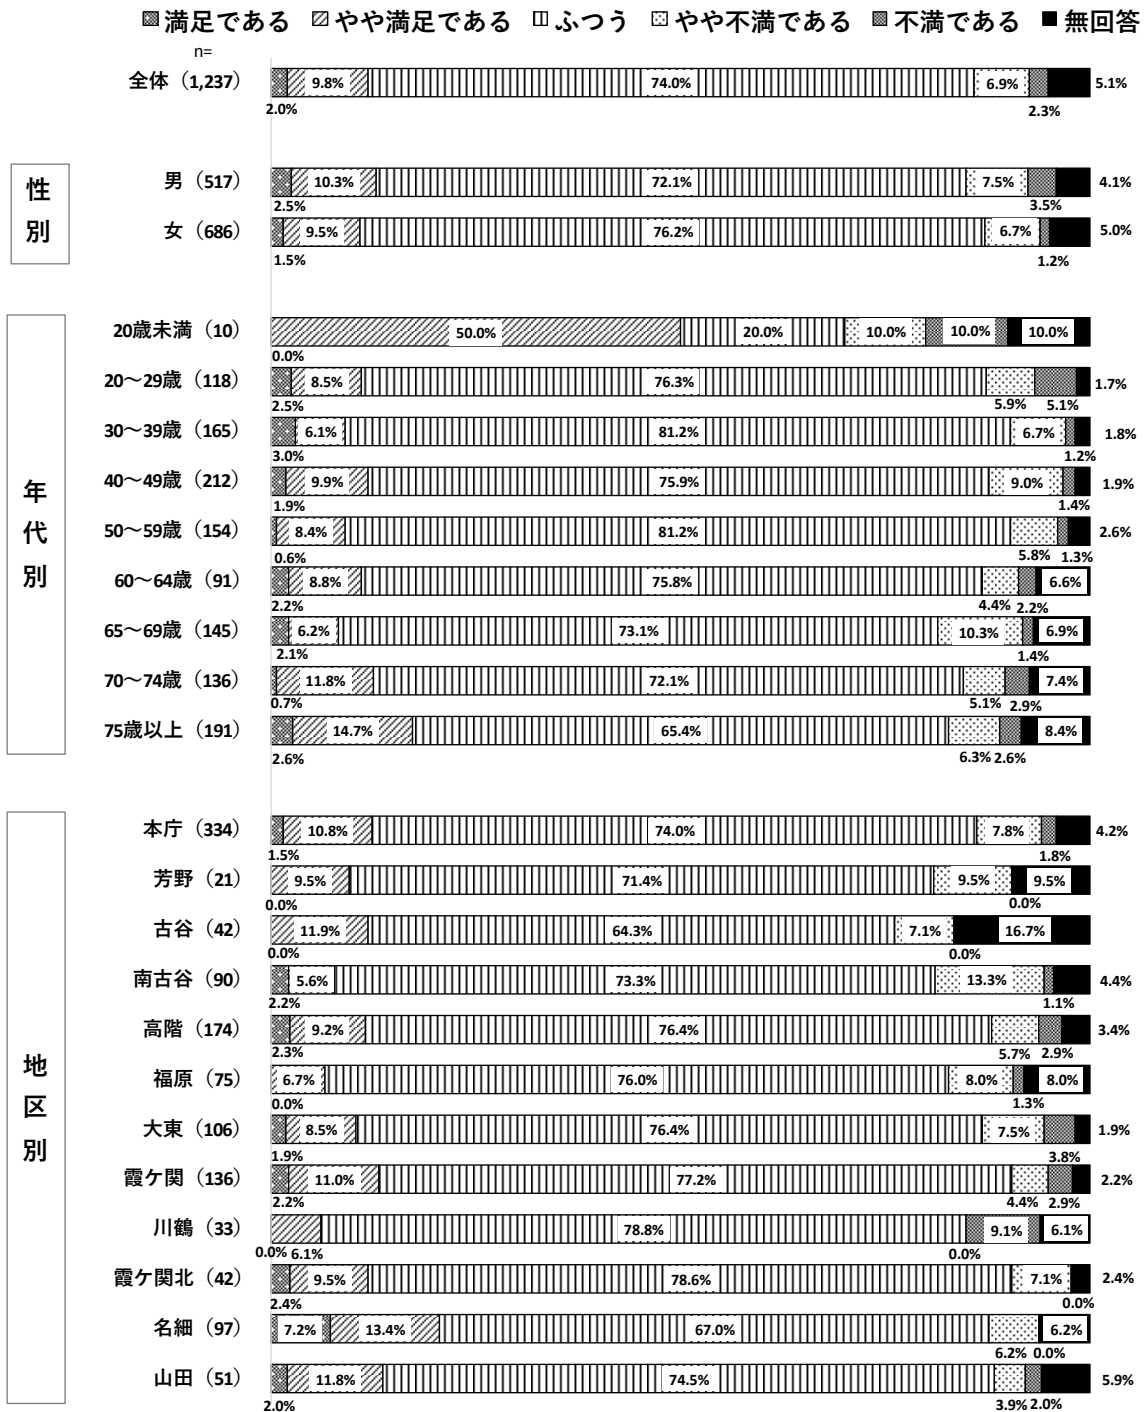 満足である やや満足である ふつう やや不満である 不満である 無回答
n=
全体（1,237） 9.8% 74.0% 6.9% 5.1%
2.0% 2.3%
性別
男（517） 10.3% 72.1% 7.5% 4.1%
2.5% 3.5%
女（686） 9.5% 76.2% 6.7% 5.0%
1.5% 1.2%
年代別
20歳未満（10） 50.0% 20.0% 10.0% 10.0% 10.0%
0.0%
20～29歳（118） 8.5% 76.3% 1.7%
2.5% 5.9% 5.1%
30～39歳（165） 6.1% 81.2% 6.7% 1.8%
3.0% 1.2%
40～49歳（212） 9.9% 75.9% 9.0% 1.9%
1.9% 1.4%
50～59歳（154） 8.4% 81.2% 2.6%
0.6% 5.8% 1.3%
60～64歳（91） 8.8% 75.8% 6.6%
2.2% 4.4% 2.2%
65～69歳（145） 6.2% 73.1% 10.3% 6.9%
2.1% 1.4%
70～74歳（136） 11.8% 72.1% 7.4%
0.7% 5.1% 2.9%
75歳以上（191） 14.7% 65.4% 8.4%
2.6% 6.3% 2.6%
地区別
本庁（334） 10.8% 74.0% 7.8% 4.2%
1.5% 1.8%
芳野（21） 9.5% 71.4% 9.5% 9.5%
0.0% 0.0%
古谷（42） 11.9% 64.3% 7.1% 16.7%
0.0% 0.0%
南古谷（90） 5.6% 73.3% 13.3% 4.4%
2.2% 1.1%
高階（174） 9.2% 76.4% 3.4%
2.3% 5.7% 2.9%
福原（75） 6.7% 76.0% 8.0% 8.0%
0.0% 1.3%
大東（106） 8.5% 76.4% 7.5% 1.9%
1.9% 3.8%
霞ケ関（136） 11.0% 77.2% 2.2%
2.2% 4.4% 2.9%
川鶴（33） 78.8% 9.1% 6.1%
0.0% 6.1% 0.0%
霞ケ関北（42） 9.5% 78.6% 7.1% 2.4%
2.4% 0.0%
名細（97） 7.2% 13.4% 67.0% 6.2%
6.2% 0.0%
山田（51） 11.8% 74.5% 5.9%
2.0% 3.9% 2.0%